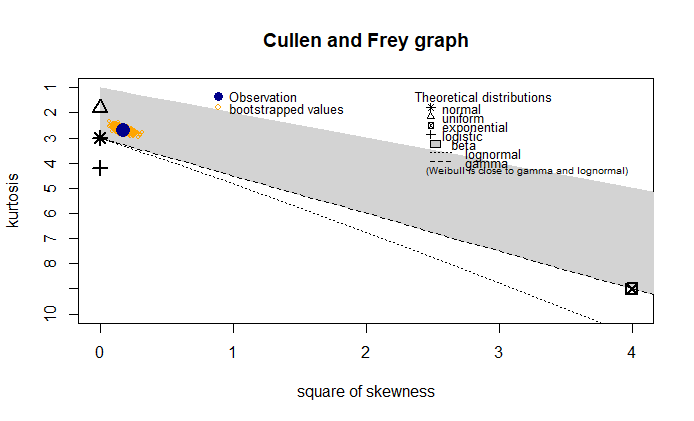 Cullen and Frey graph
Observation
bootstrapped values
Theoretical distributions
normal
uniform
exponential
logistic
beta
lognormal
gamma
(Weibull is close to gamma and lognormal)
kurtosis
1
2
3
4
5
6
7
8
10
0 1 2 3 4
square of skewness